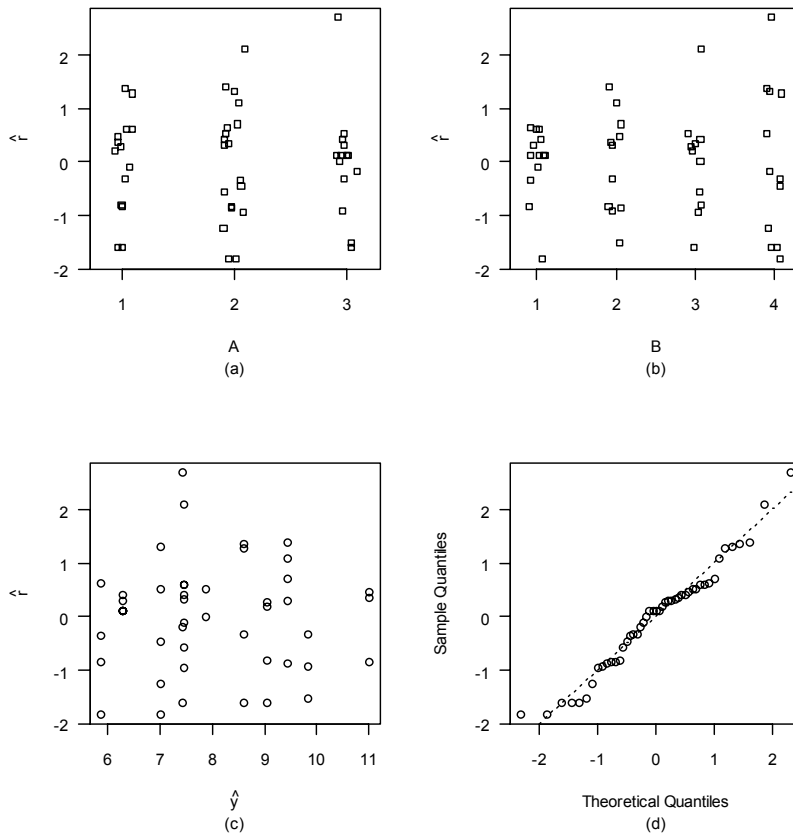 2
1
0
-1
-2
r̂
1 2 3
A
(a)
2
1
0
-1
-2
r̂
1 2 3 4
B
(b)
2
1
0
-1
-2
r̂
6 7 8 9 10 11
ŷ
(c)
2
1
0
-1
-2
Sample Quantiles
-2 -1 0 1 2
Theoretical Quantiles
(d)